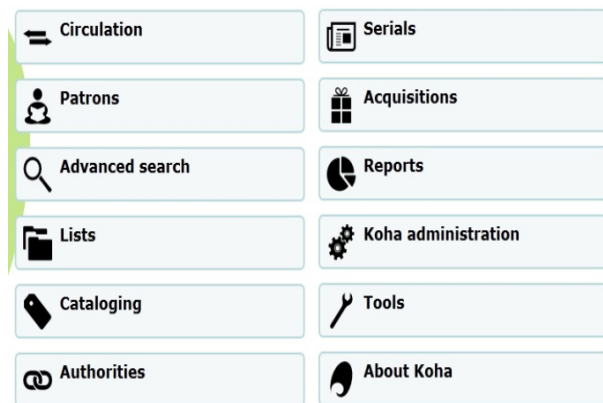 Circulation
Serials
Patrons
Acquisitions
Advanced search
Reports
Lists
Koha administration
Cataloging
Tools
Authorities
About Koha